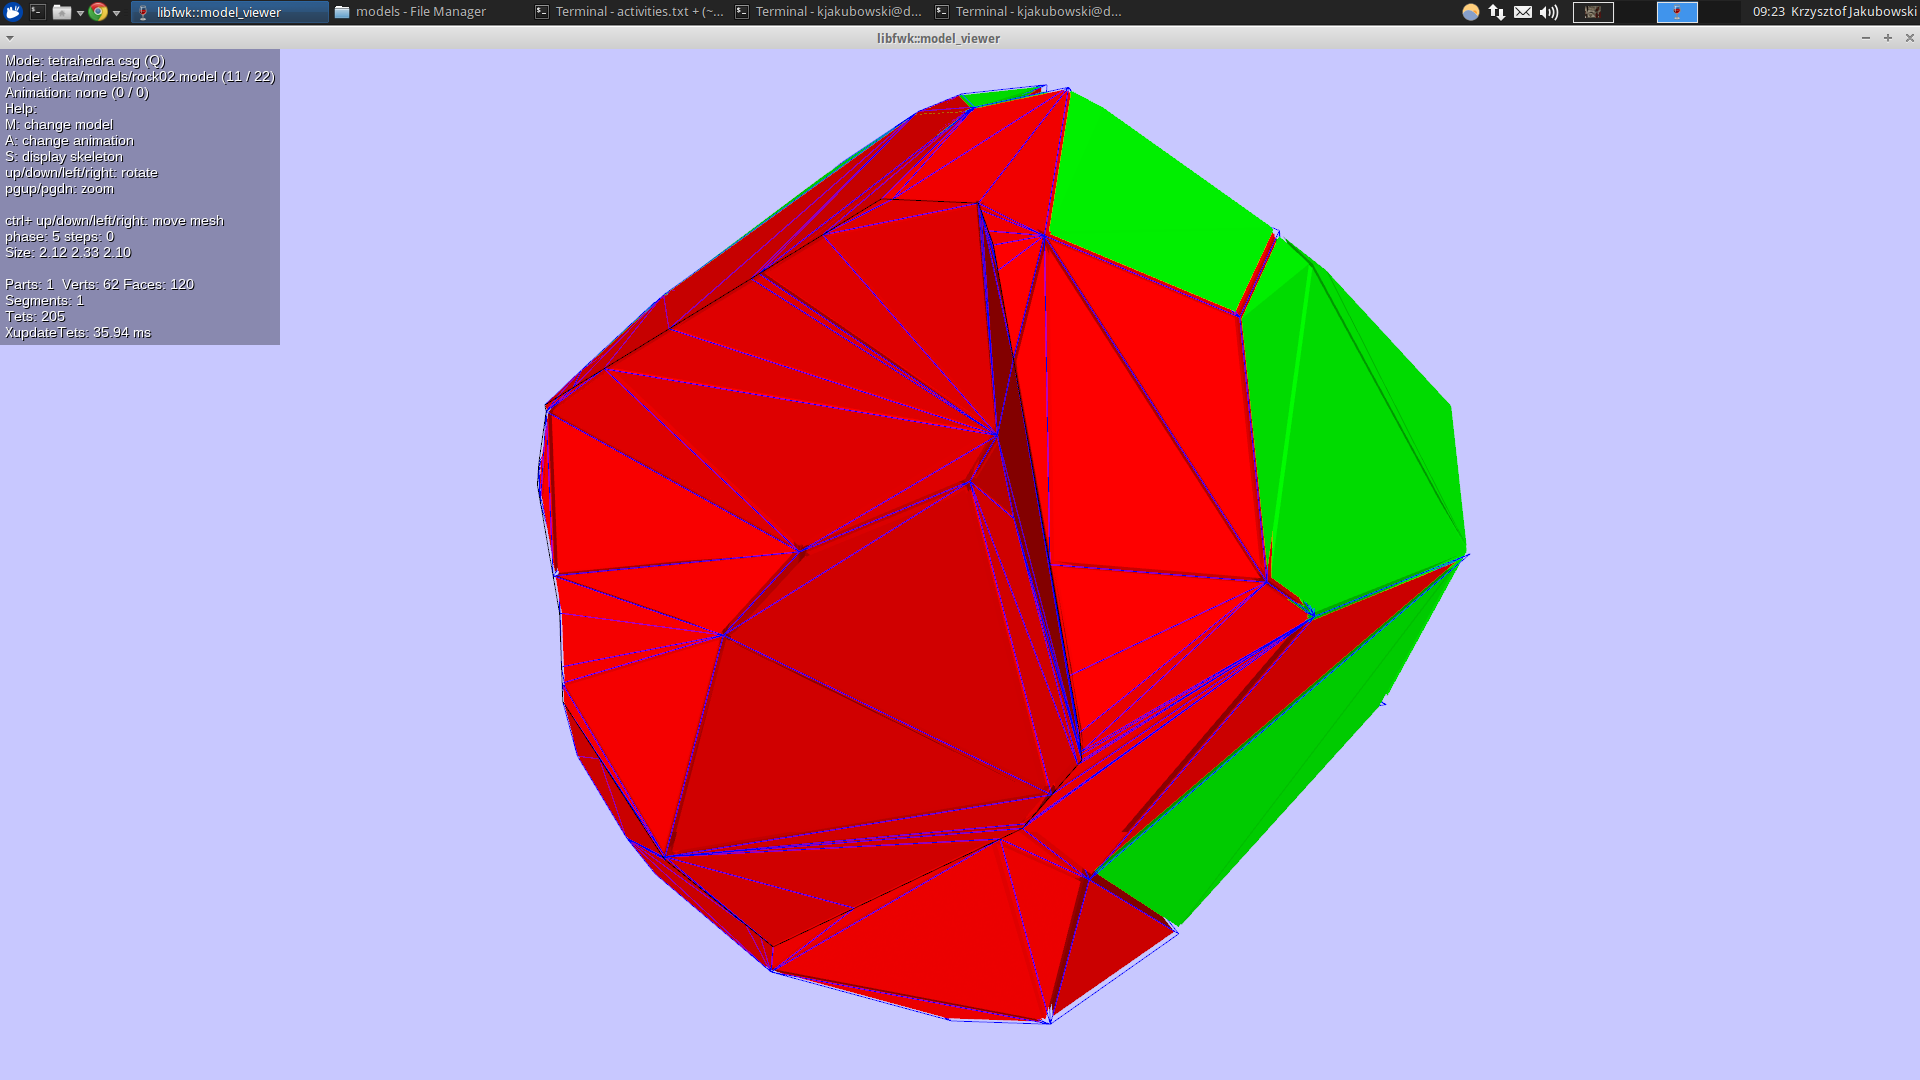 libfwk::model_viewer
models - File Manager
Terminal - activities.txt + (~...
Terminal - kjakubowski@d...
Terminal - kjakubowski@d...
09:23 Krzysztof Jakubowski
libfwk::model_viewer
Mode: tetrahedra csg (Q)
Model: data/models/rock02.model (11 / 22)
Animation: none (0 / 0)
Help:
M: change model
A: change animation
S: display skeleton
up/down/left/right: rotate
pgup/pgdn: zoom
ctrl+ up/down/left/right: move mesh
phase: 5 steps: 0
Size: 2.12 2.33 2.10
Parts: 1 Verts: 62 Faces: 120
Segments: 1
Tets: 205
XupdateTets: 35.94 ms